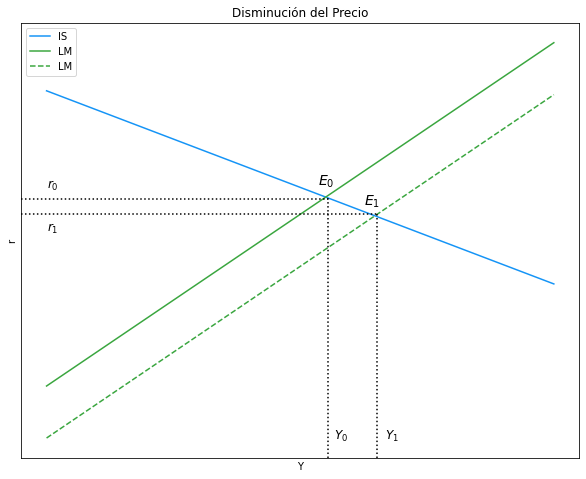 Disminución del Precio
IS
LM
LM
r₀
E₀
E₁
r₁
r
Y₀
Y₁
Y